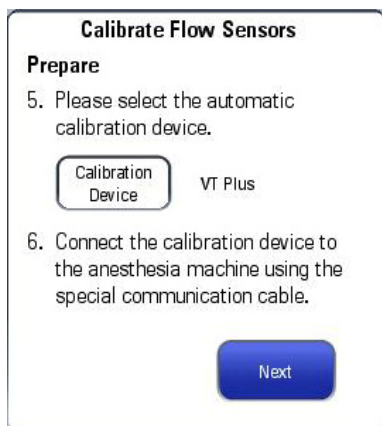 Calibrate Flow Sensors
Prepare
5. Please select the automatic
calibration device.
Calibration
Device
VT Plus
6. Connect the calibration device to
the anesthesia machine using the
special communication cable.
Next